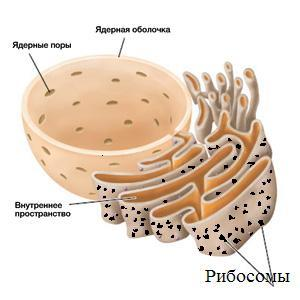 Ядерная оболочка
Ядерные поры
Внутреннее
пространство
Рибосомы